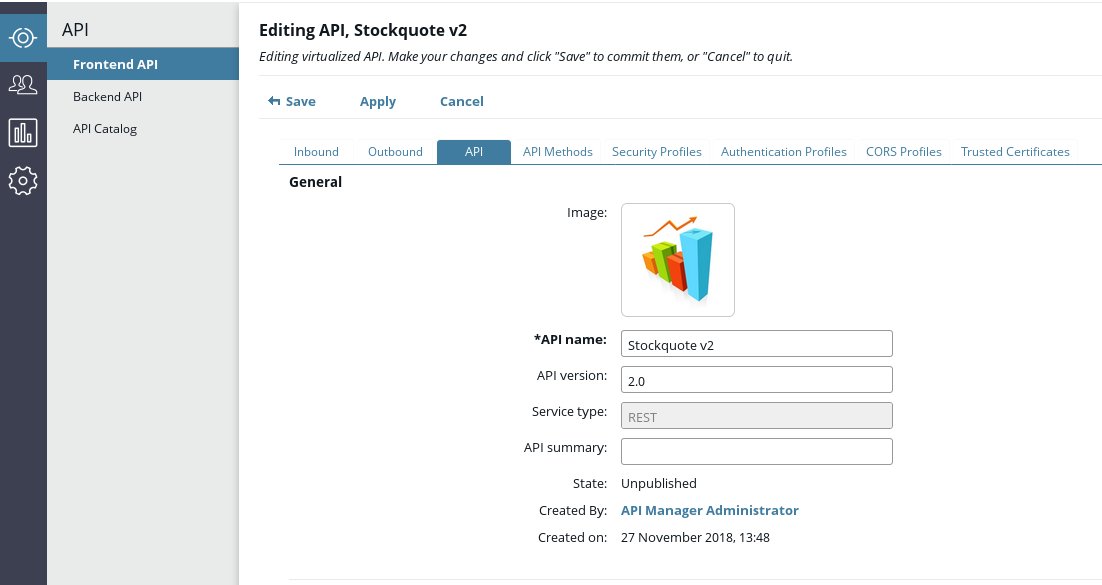 API
Frontend API
Backend API
API Catalog
Editing API, Stockquote v2
Editing virtualized API. Make your changes and click "Save" to commit them, or "Cancel" to quit.
Save Apply Cancel
Inbound Outbound API API Methods Security Profiles Authentication Profiles CORS Profiles Trusted Certificates
General
Image:
*API name: Stockquote v2
API version: 2.0
Service type: REST
API summary:
State: Unpublished
Created By: API Manager Administrator
Created on: 27 November 2018, 13:48